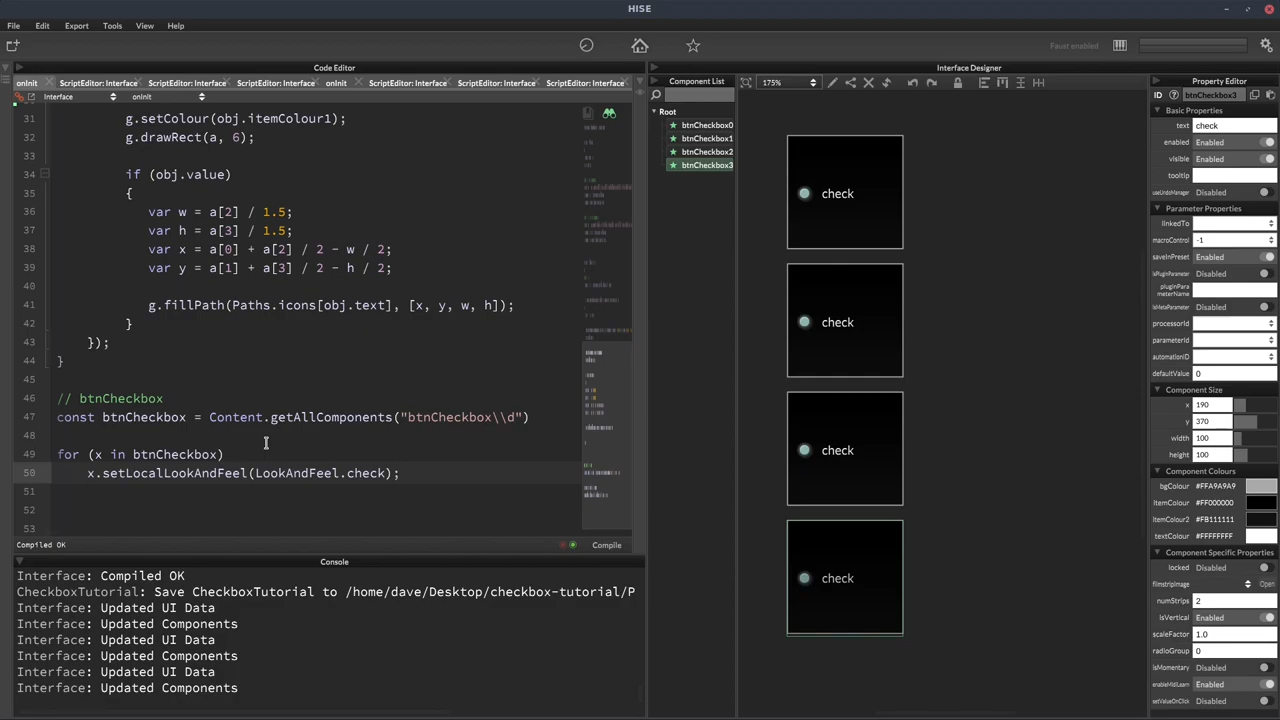 HISE
File Edit Export Tools View Help
Faust enabled
Code Editor
onInit ScriptEditor: Interface ScriptEditor: Interface ScriptEditor: Interface onInit ScriptEditor: Interface ScriptEditor: Interface ScriptEditor: Interface
Interface onInit
31 g.setColour(obj.itemColour1);
32 g.drawRect(a, 6);
33
34 if (obj.value)
35 {
36 var w = a[2] / 1.5;
37 var h = a[3] / 1.5;
38 var x = a[0] + a[2] / 2 - w / 2;
39 var y = a[1] + a[3] / 2 - h / 2;
40
41 g.fillPath(Paths.icons[obj.text], [x, y, w, h]);
42 }
43 });
44 }
45
46 // btnCheckbox
47 const btnCheckbox = Content.getAllComponents("btnCheckbox\\d")
48
49 for (x in btnCheckbox)
50 x.setLocalLookAndFeel(LookAndFeel.check);
51
52
53
Compiled OK
Compile
Console
Interface: Compiled OK
CheckboxTutorial: Save CheckboxTutorial to /home/dave/Desktop/checkbox-tutorial/P
Interface: Updated UI Data
Interface: Updated Components
Interface: Updated UI Data
Interface: Updated Components
Interface: Updated UI Data
Interface: Updated Components
Interface Designer
Component List
175%
Root
btnCheckbox0
btnCheckbox1
btnCheckbox2
btnCheckbox3
check
check
check
check
Property Editor
ID btnCheckbox3
Basic Properties
text check
enabled Enabled
visible Enabled
tooltip
useUndoManager Disabled
Parameter Properties
linkedTo
macroControl -1
saveInPreset Enabled
isPluginParameter Disabled
pluginParameterName
isMetaParameter Disabled
processorId
parameterId
automationID
defaultValue 0
Component Size
x 190
y 370
width 100
height 100
Component Colours
bgColour #FFA9A9A9
itemColour #FF000000
itemColour2 #FB111111
textColour #FFFFFFFF
Component Specific Properties
locked Disabled
filmstripImage Open
numStrips 2
isVertical Enabled
scaleFactor 1.0
radioGroup 0
isMomentary Disabled
enableMidiLearn Enabled
setValueOnClick Disabled